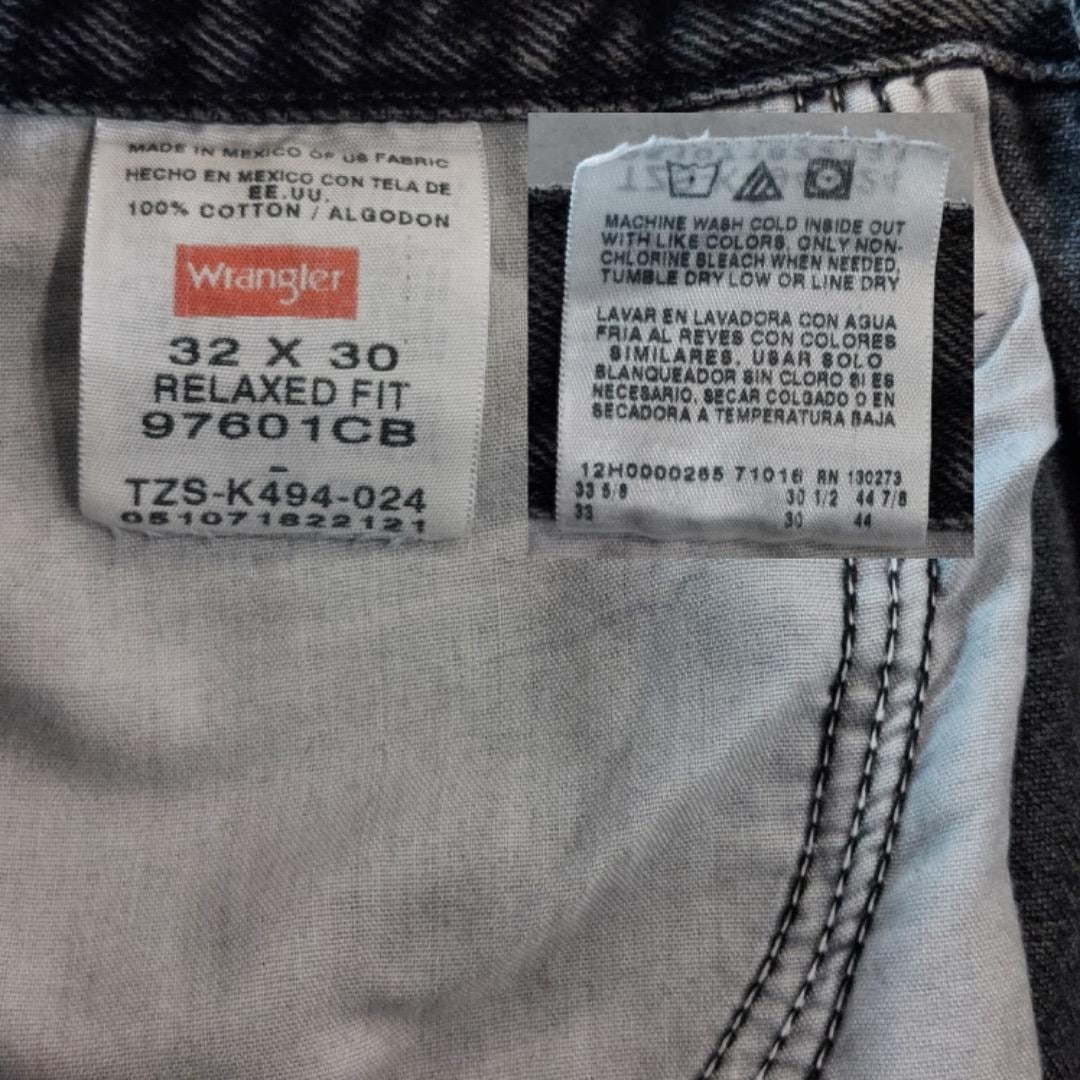 MADE IN MEXICO OF US FABRIC
HECHO EN MEXICO CON TELA DE
EE.UU.
100% COTTON / ALGODON
Wrangler
32 X 30
RELAXED FIT
97601CB
-
TZS-K494-024
051071822121
MACHINE WASH COLD INSIDE OUT
WITH LIKE COLORS, ONLY NON-
CHLORINE BLEACH WHEN NEEDED,
TUMBLE DRY LOW OR LINE DRY
LAVAR EN LAVADORA CON AGUA
FRIA AL REVES CON COLORES
SIMILARES, USAR SOLO
BLANQUEADOR SIN CLORO SI ES
NECESARIO, SECAR COLGADO O EN
SECADORA A TEMPERATURA BAJA
12H0000265 71016 RN 130273
33 5/8 30 1/2 44 7/8
33 30 44